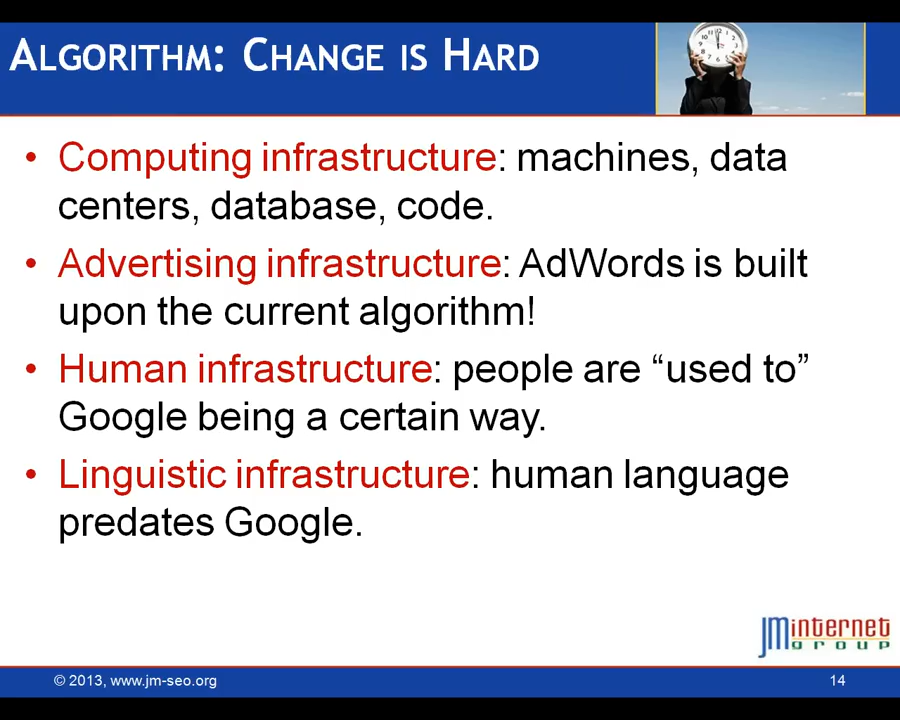 Algorithm: Change is Hard
• Computing infrastructure: machines, data
centers, database, code.
• Advertising infrastructure: AdWords is built
upon the current algorithm!
• Human infrastructure: people are “used to”
Google being a certain way.
• Linguistic infrastructure: human language
predates Google.
JMinternet
GROUP
© 2013, www.jm-seo.org
14